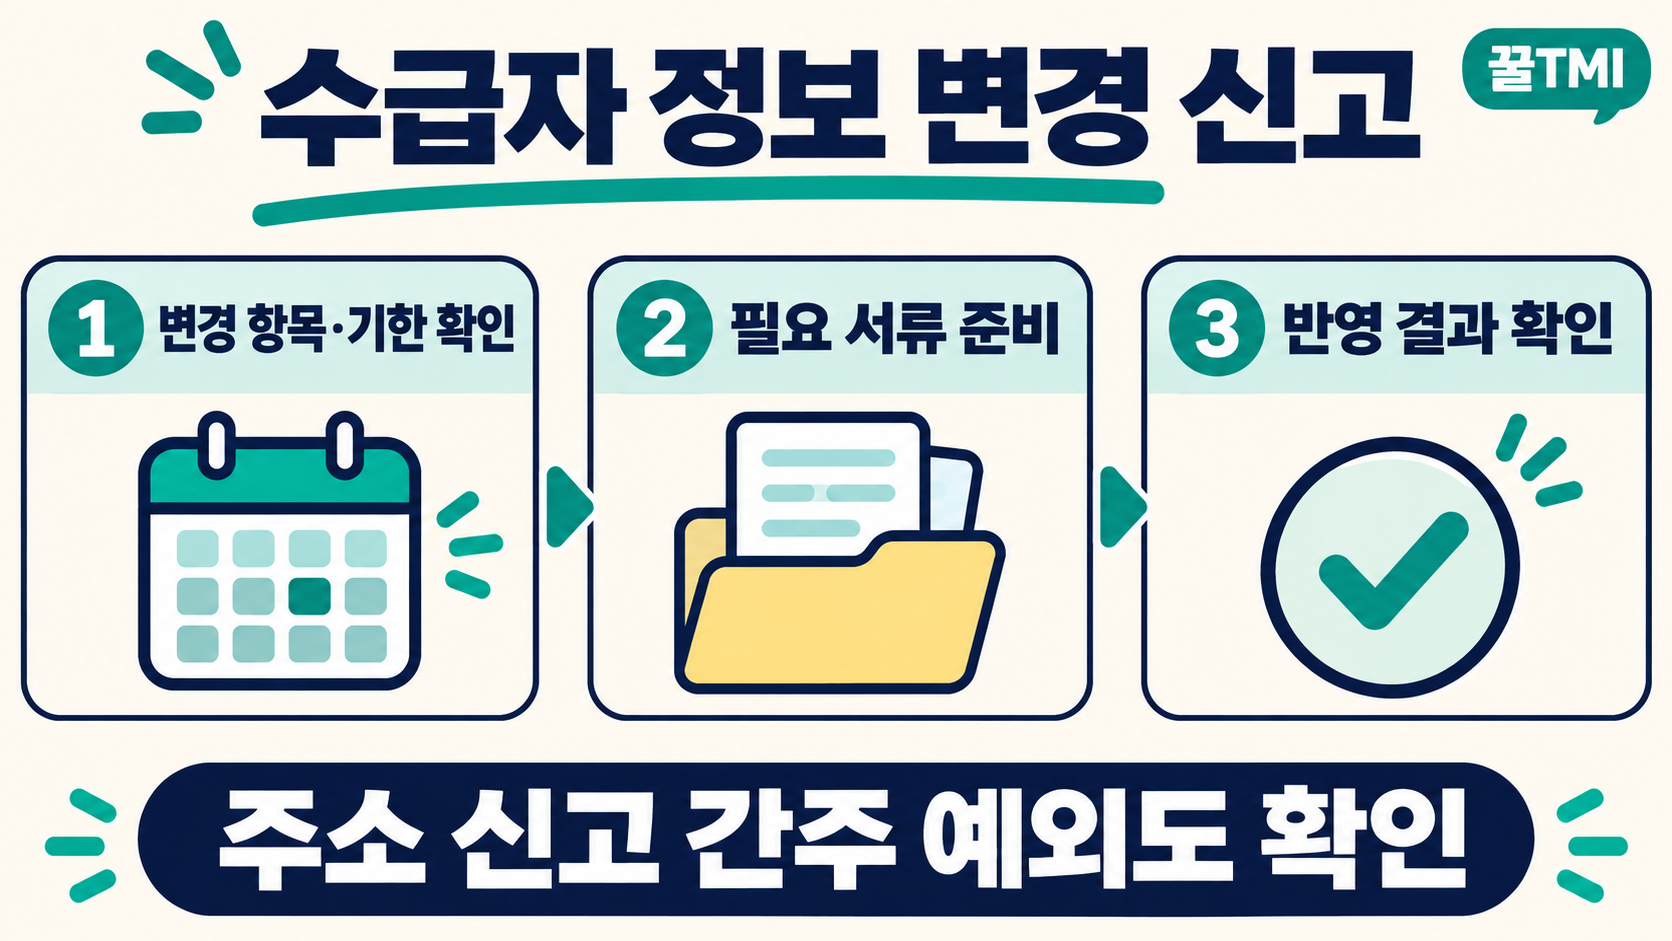 수급자 정보 변경 신고
꿀TMI
1 변경 항목·기한 확인
2 필요 서류 준비
3 반영 결과 확인
주소 신고 간주 예외도 확인